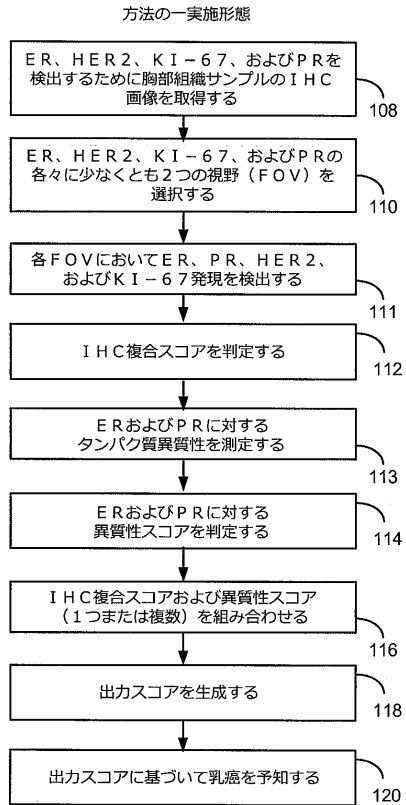 方法の一実施形態
ER、HER2、KI－67、およびPRを
検出するために胸部組織サンプルのIHC
画像を取得する
108
ER、HER2、KI－67、およびPRの
各々に少なくとも2つの視野（FOV）を
選択する
110
各FOVにおいてER、PR、HER2、
およびKI－67発現を検出する
111
IHC複合スコアを判定する
112
ERおよびPRに対する
タンパク質異質性を測定する
113
ERおよびPRに対する
異質性スコアを判定する
114
IHC複合スコアおよび異質性スコア
（1つまたは複数）を組み合わせる
116
出力スコアを生成する
118
出力スコアに基づいて乳癌を予知する
120